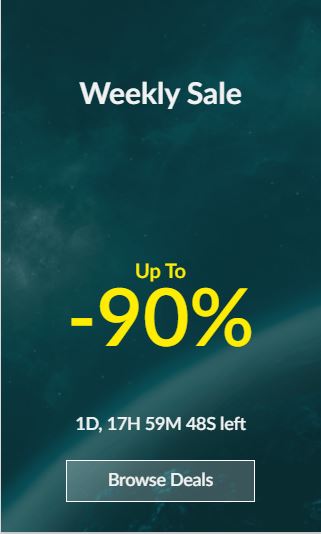 Weekly Sale
Up To
-90%
1D, 17H 59M 48S left
Browse Deals